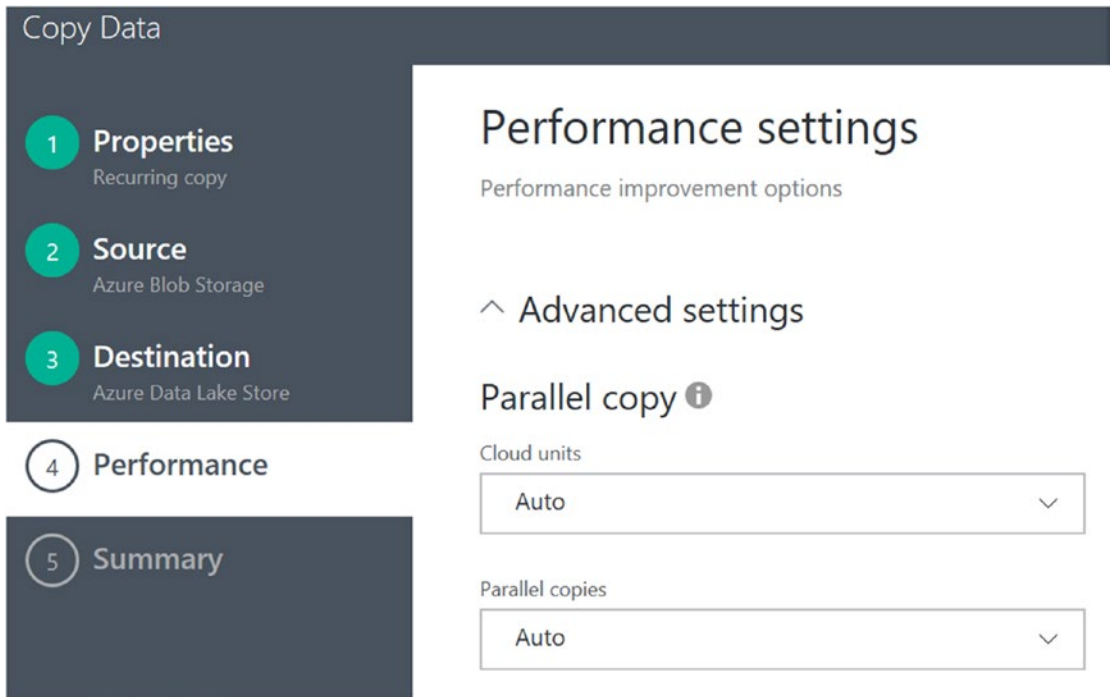 Copy Data
1 Properties
Recurring copy
2 Source
Azure Blob Storage
3 Destination
Azure Data Lake Store
4 Performance
5 Summary
Performance settings
Performance improvement options
Advanced settings
Parallel copy
Cloud units
Auto
Parallel copies
Auto